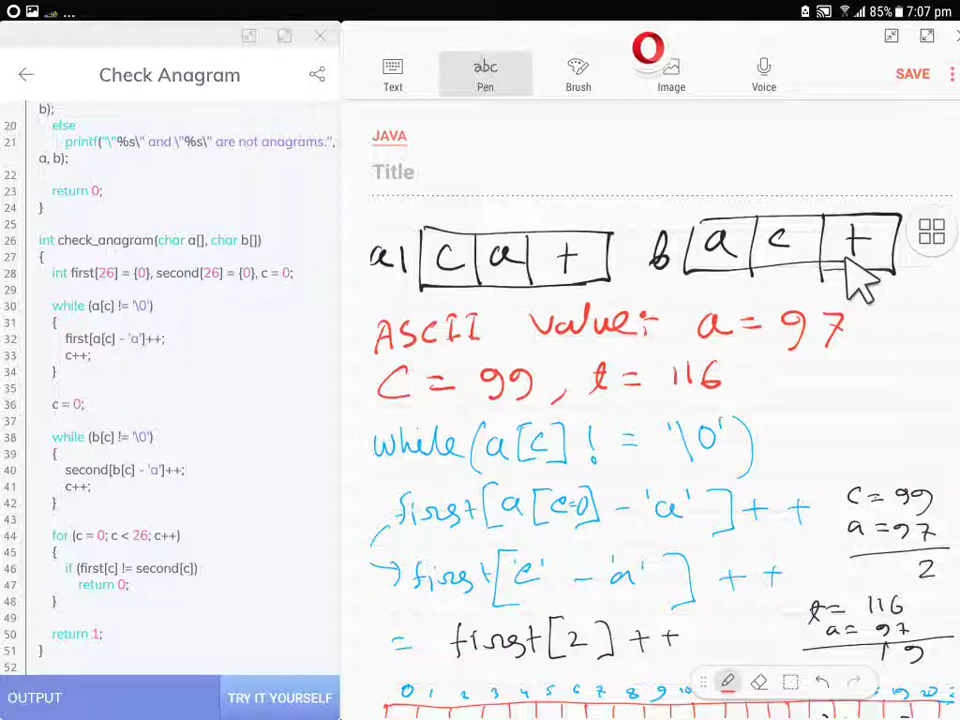 ... 85% 7:07 pm
Check Anagram
b);
20 else
21 printf("\"%s\" and \"%s\" are not anagrams.",
a, b);
22
23 return 0;
24 }
25
26 int check_anagram(char a[], char b[])
27 {
28 int first[26] = {0}, second[26] = {0}, c = 0;
29
30 while (a[c] != '\0')
31 {
32 first[a[c] - 'a']++;
33 c++;
34 }
35
36 c = 0;
37
38 while (b[c] != '\0')
39 {
40 second[b[c] - 'a']++;
41 c++;
42 }
43
44 for (c = 0; c < 26; c++)
45 {
46 if (first[c] != second[c])
47 return 0;
48 }
49
50 return 1;
51 }
52
OUTPUT TRY IT YOURSELF
Text Pen Brush Image Voice SAVE
abc
JAVA
Title
a1 c a t b a c t
ASCII value: a = 97
C = 99, t = 116
while(a[c] != '\0')
first[a[c=0] - 'a']++
c = 99
a = 97
2
first['c' - 'a']++
t = 116
a = 97
19
= first[2]++
0 1 2 3 4 5 6 7 8 9 10 18 19 20